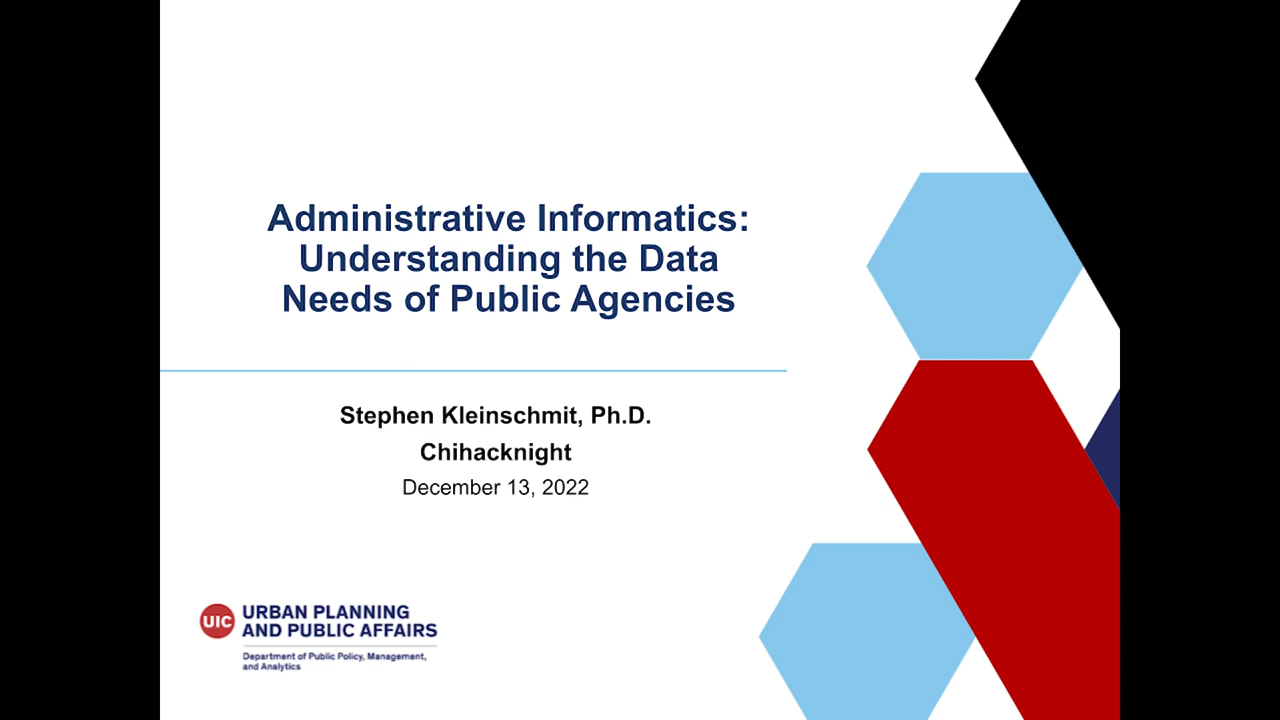 Administrative Informatics:
Understanding the Data
Needs of Public Agencies
Stephen Kleinschmit, Ph.D.
Chihacknight
December 13, 2022
UIC
URBAN PLANNING
AND PUBLIC AFFAIRS
Department of Public Policy, Management,
and Analytics